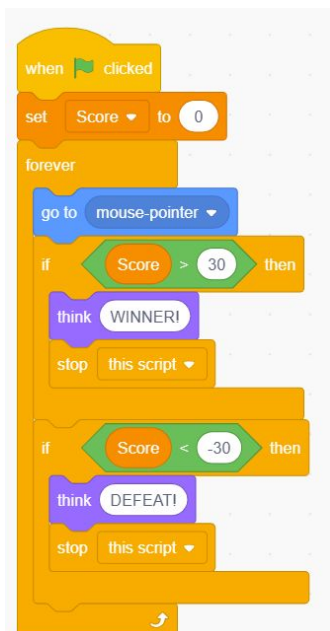 when clicked
set Score to 0
forever
go to mouse-pointer
if Score > 30 then
think WINNER!
stop this script
if Score < -30 then
think DEFEAT!
stop this script